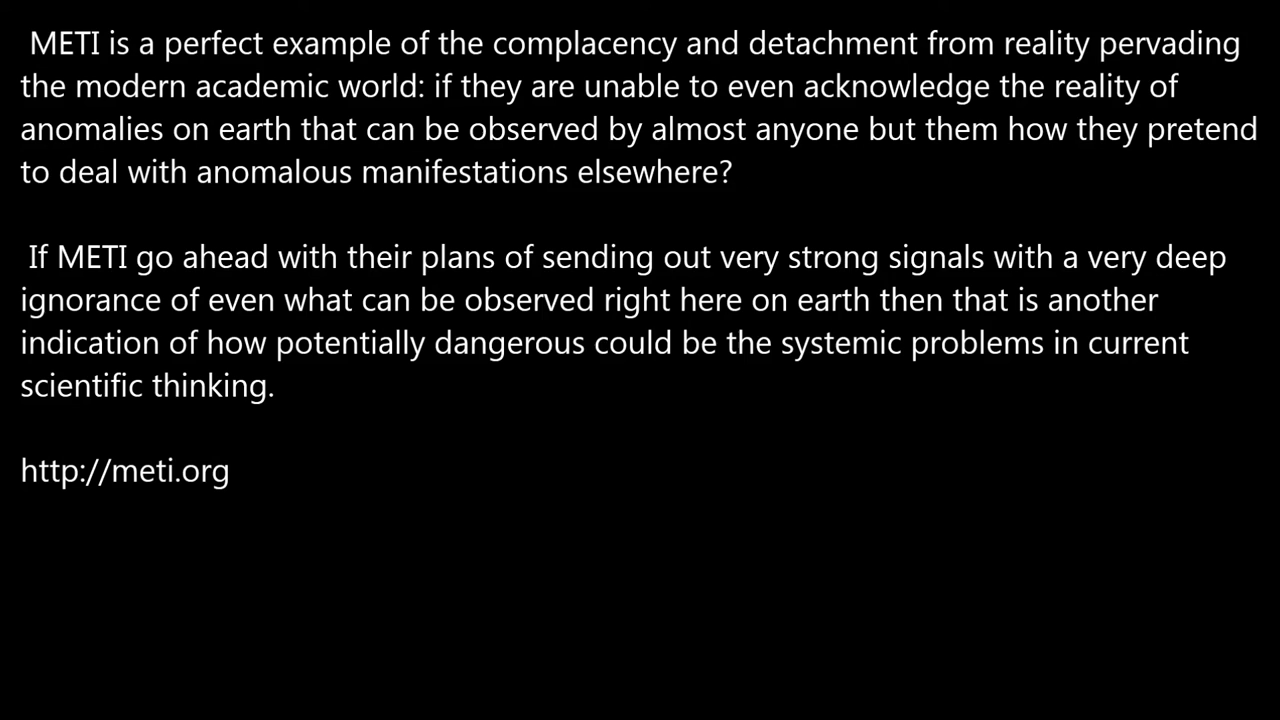 METI is a perfect example of the complacency and detachment from reality pervading
the modern academic world: if they are unable to even acknowledge the reality of
anomalies on earth that can be observed by almost anyone but them how they pretend
to deal with anomalous manifestations elsewhere?
If METI go ahead with their plans of sending out very strong signals with a very deep
ignorance of even what can be observed right here on earth then that is another
indication of how potentially dangerous could be the systemic problems in current
scientific thinking.
http://meti.org